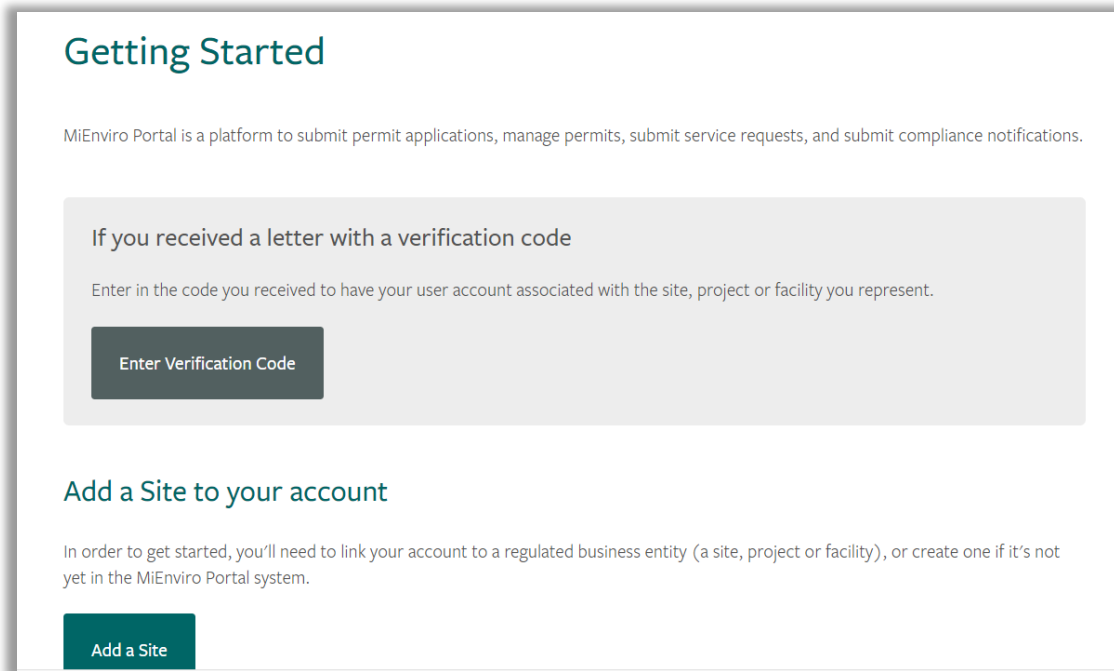 Getting Started
MiEnviro Portal is a platform to submit permit applications, manage permits, submit service requests, and submit compliance notifications.
If you received a letter with a verification code
Enter in the code you received to have your user account associated with the site, project or facility you represent.
Enter Verification Code
Add a Site to your account
In order to get started, you'll need to link your account to a regulated business entity (a site, project or facility), or create one if it's not
yet in the MiEnviro Portal system.
Add a Site